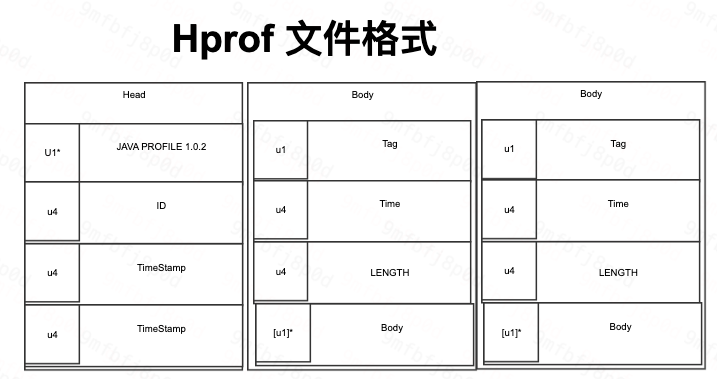 Hprof 文件格式
Head
U1*
JAVA PROFILE 1.0.2
u4
ID
u4
TimeStamp
u4
TimeStamp
Body
u1
Tag
u4
Time
u4
LENGTH
[u1]*
Body
Body
u1
Tag
u4
Time
u4
LENGTH
[u1]*
Body
9mfbfj8p0d